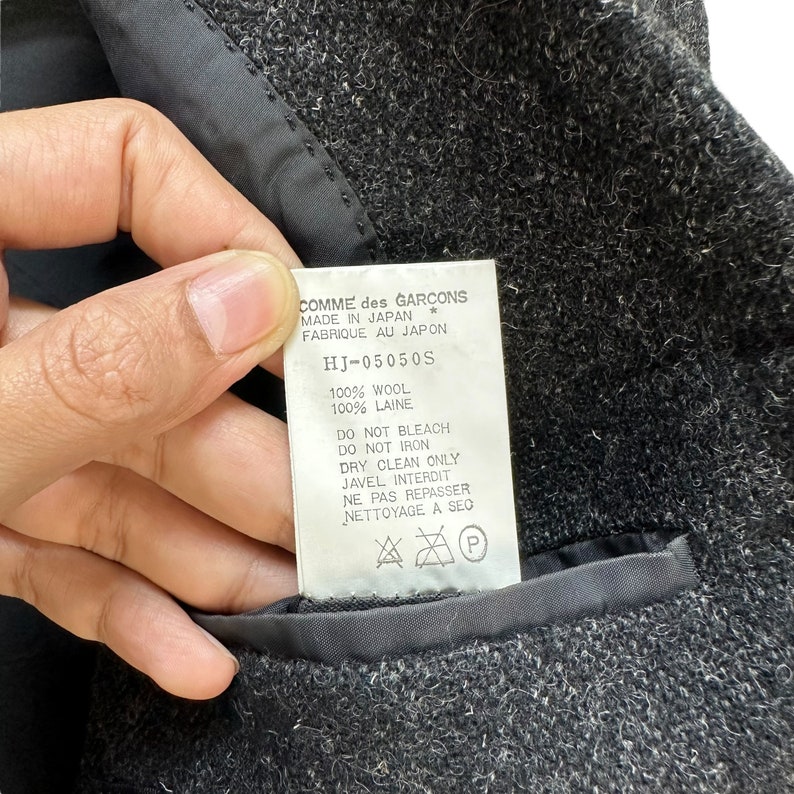 COMME des GARCONS
MADE IN JAPAN *
FABRIQUE AU JAPON
HJ-05050S
100% WOOL
100% LAINE
DO NOT BLEACH
DO NOT IRON
DRY CLEAN ONLY
JAVEL INTERDIT
NE PAS REPASSER
NETTOYAGE A SEC
P